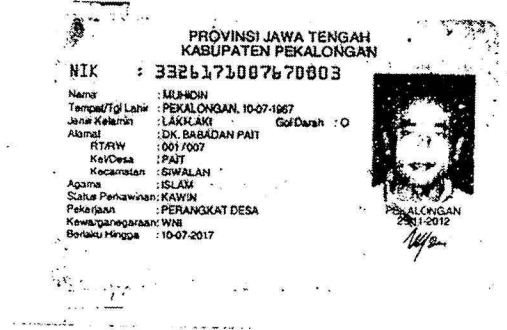 PROVINSI JAWA TENGAH
KABUPATEN PEKALONGAN
NIK : 3326171007670003
Nama : MUHIDIN
Tempat/Tgl Lahir : PEKALONGAN, 10-07-1967
Jenis Kelamin : LAKI-LAKI Gol Darah : O
Alamat : DK. BABADAN PAIT
RT/RW : 001/007
Kel/Desa : PAIT
Kecamatan : SIWALAN
Agama : ISLAM
Status Perkawinan: KAWIN
Pekerjaan : PERANGKAT DESA
Kewarganegaraan: WNI
Berlaku Hingga : 10-07-2017
PEKALONGAN
29-11-2012